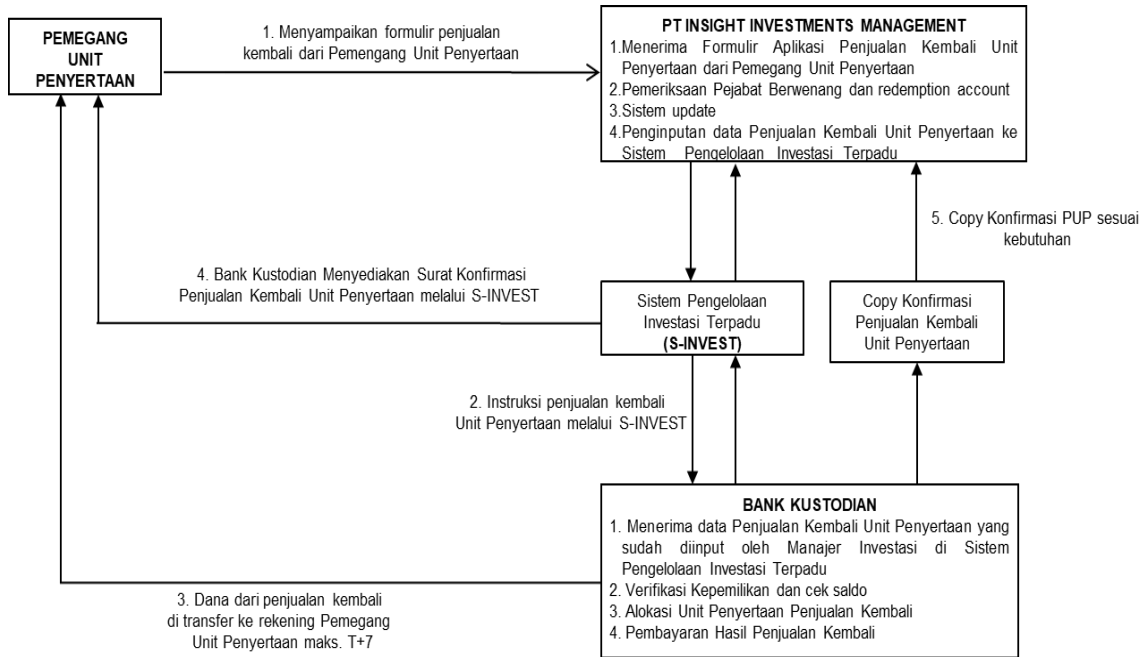 PEMEGANG
UNIT
PENYERTAAN
1. Menyampaikan formulir penjualan
kembali dari Pemengang Unit Penyertaan
PT INSIGHT INVESTMENTS MANAGEMENT
1.Menerima Formulir Aplikasi Penjualan Kembali Unit
Penyertaan dari Pemegang Unit Penyertaan
2.Pemeriksaan Pejabat Berwenang dan redemption account
3.Sistem update
4.Penginputan data Penjualan Kembali Unit Penyertaan ke
Sistem Pengelolaan Investasi Terpadu
5. Copy Konfirmasi PUP sesuai
kebutuhan
4. Bank Kustodian Menyediakan Surat Konfirmasi
Penjualan Kembali Unit Penyertaan melalui S-INVEST
Sistem Pengelolaan
Investasi Terpadu
(S-INVEST)
Copy Konfirmasi
Penjualan Kembali
Unit Penyertaan
2. Instruksi penjualan kembali
Unit Penyertaan melalui S-INVEST
BANK KUSTODIAN
1. Menerima data Penjualan Kembali Unit Penyertaan yang
sudah diinput oleh Manajer Investasi di Sistem
Pengelolaan Investasi Terpadu
2. Verifikasi Kepemilikan dan cek saldo
3. Alokasi Unit Penyertaan Penjualan Kembali
4. Pembayaran Hasil Penjualan Kembali
3. Dana dari penjualan kembali
di transfer ke rekening Pemegang
Unit Penyertaan maks. T+7